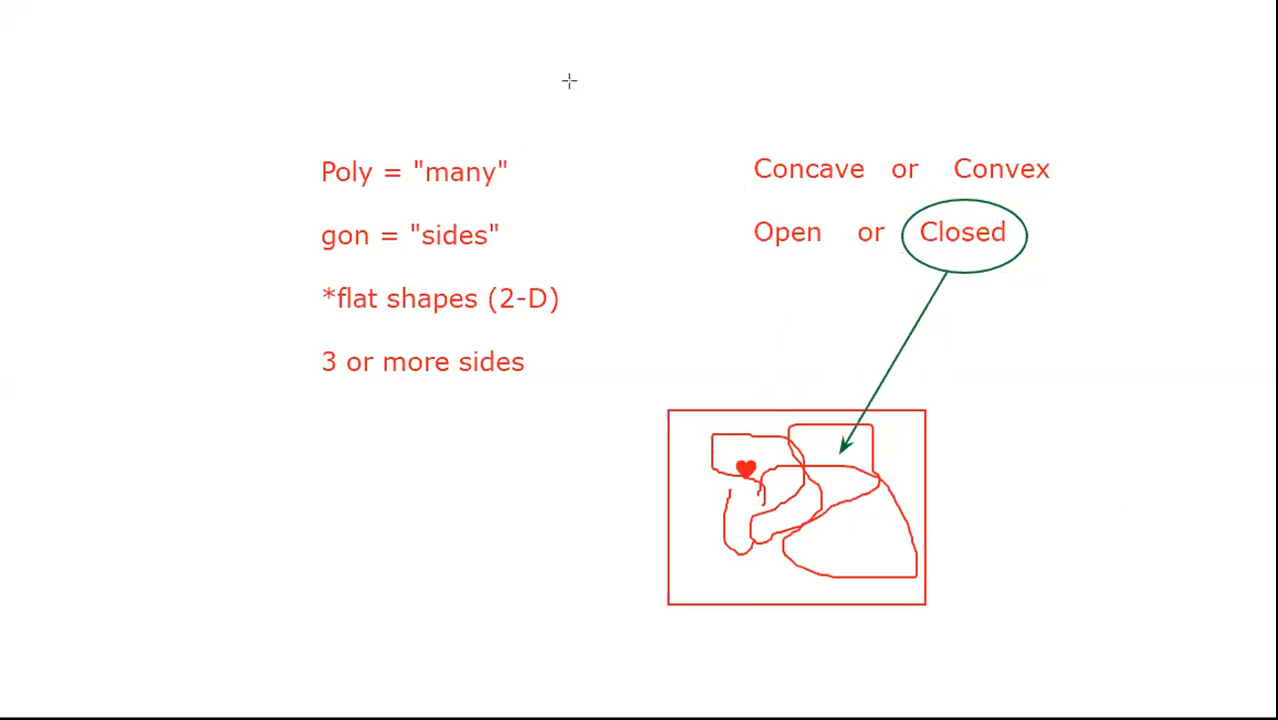 Poly = "many"
gon = "sides"
*flat shapes (2-D)
3 or more sides
Concave or Convex
Open or Closed